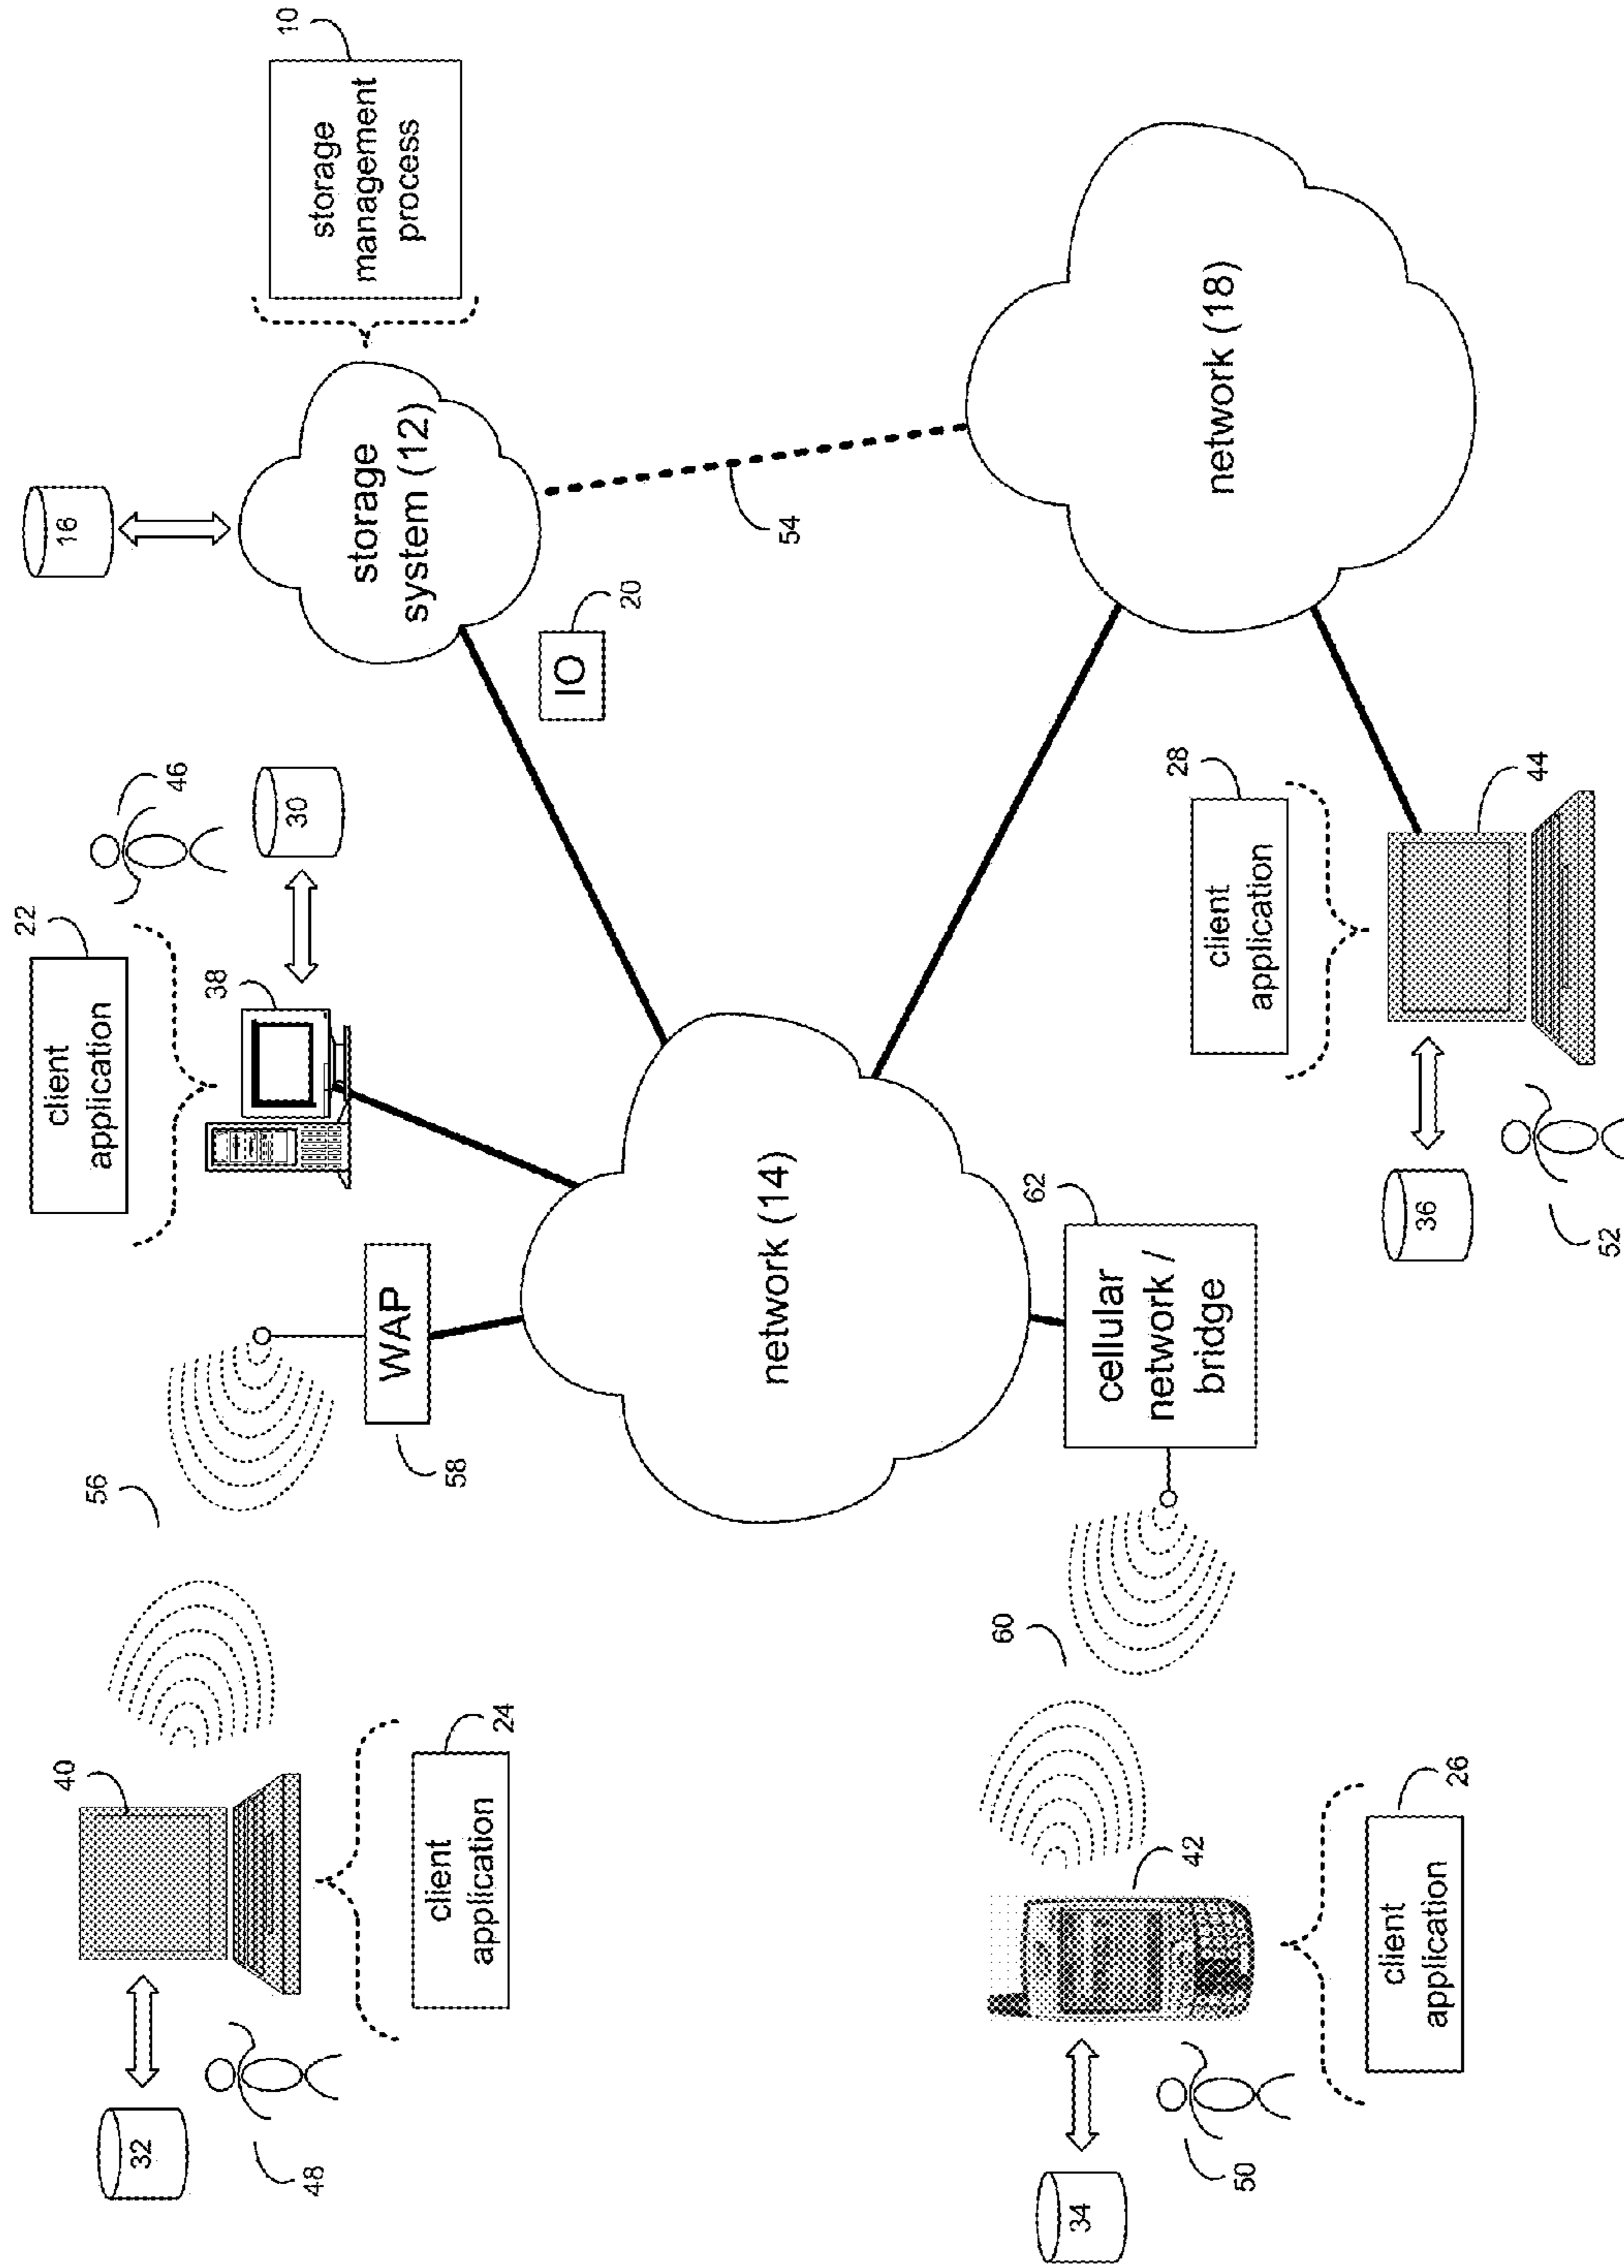 32
48
40
client
application
24
56
58
WAP
client
application
22
38
46
30
16
storage
system (12)
storage
management
process
10
IO
20
54
network (14)
network (18)
34
50
42
client
application
26
60
cellular
network /
bridge
62
client
application
28
44
36
52